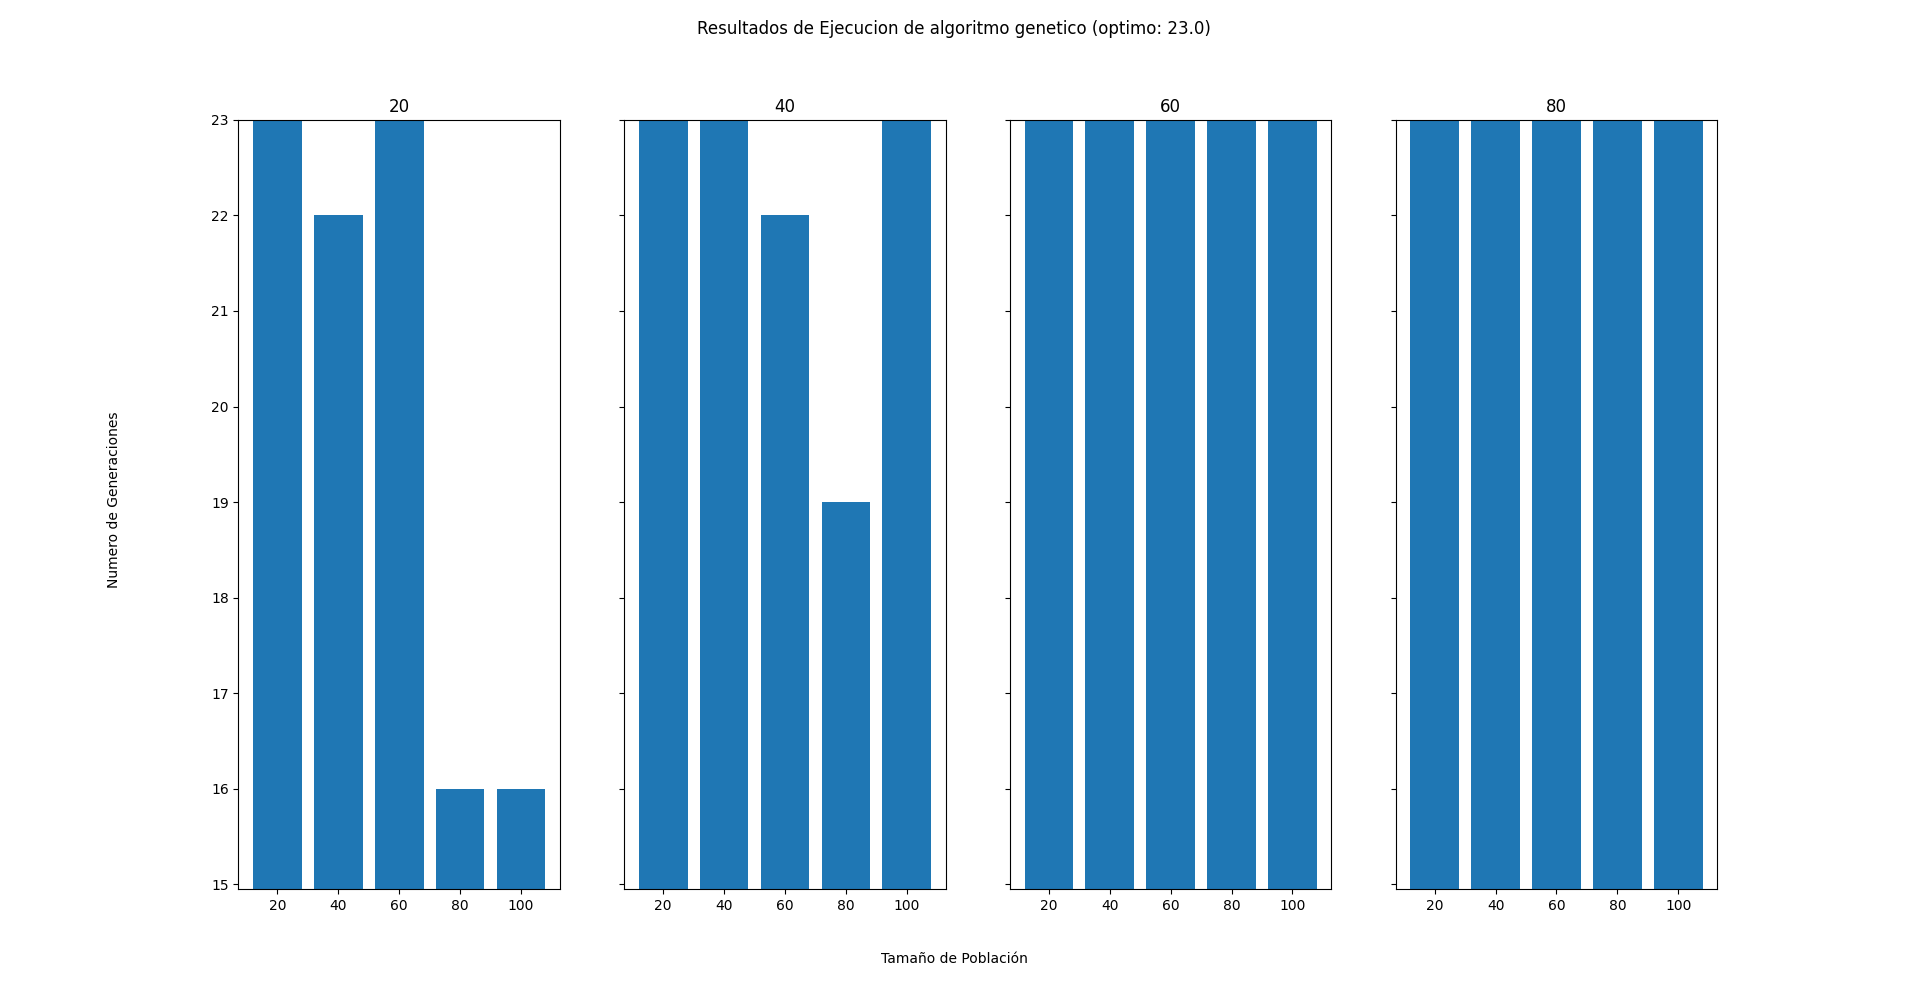 Resultados de Ejecucion de algoritmo genetico (optimo: 23.0)
20
40
60
80
23
22
21
20
19
18
17
16
15
Numero de Generaciones
20 40 60 80 100
20 40 60 80 100
20 40 60 80 100
20 40 60 80 100
Tamaño de Población